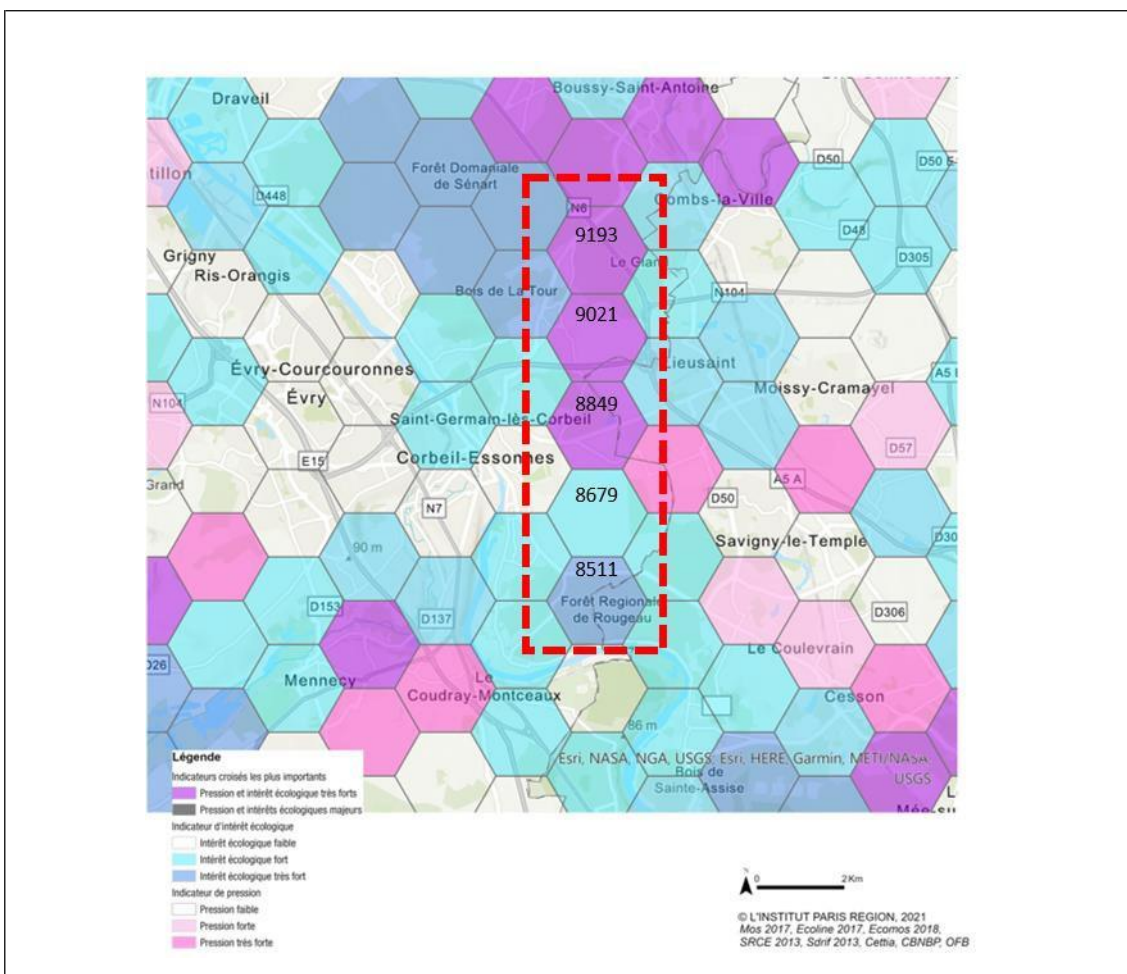 Boussy-Saint-Antoine
Draveil
D50
D50
Forêt Domaniale
de Sénart
tillon
D448
Combs-la-Ville
N6
9193
D48
Grigny
Le Gland
D305
Ris-Orangis
Bois de La Tour
N104
9021
Lieusaint
Évry-Courcouronnes
A5
Moissy-Cramayel
N104
Évry
8849
Saint-Germain-lès-Corbeil
D57
Corbeil-Essonnes
E15
A5 A
Grand
8679
D50
N7
Savigny-le-Temple
D30
90 m
8511
Forêt Régionale
de Rougeau
D153
D137
D306
Le Coulevrain
D26
Mennecy
Le
Coudray-Montceaux
Cesson
86 m
Esri, NASA, NGA, USGS, Esri, HERE, Garmin, METI/NASA,
USGS
Bois de
Sainte-Assise
Légende
Indicateurs croisés les plus importants
Pression et intérêt écologique très forts
Pression et intérêts écologiques majeurs
Indicateur d'intérêt écologique
Intérêt écologique faible
Intérêt écologique fort
Intérêt écologique très fort
Indicateur de pression
Pression faible
Pression forte
Pression très forte
0 2 Km
© L'INSTITUT PARIS REGION, 2021
Mos 2017, Ecoline 2017, Ecomos 2018,
SRCE 2013, Sdrif 2013, Cettia, CBNBP, OFB